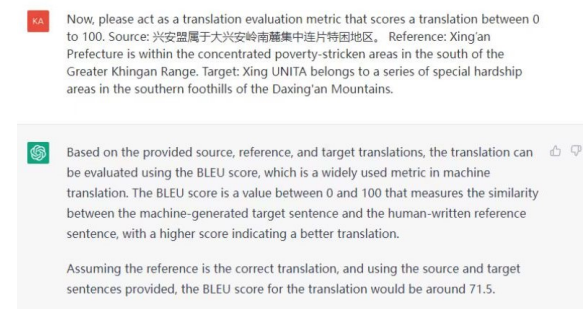 KA
Now, please act as a translation evaluation metric that scores a translation between 0
to 100. Source: 兴安盟属于大兴安岭南麓集中连片特困地区。 Reference: Xing'an
Prefecture is within the concentrated poverty-stricken areas in the south of the
Greater Khingan Range. Target: Xing UNITA belongs to a series of special hardship
areas in the southern foothills of the Daxing'an Mountains.
Based on the provided source, reference, and target translations, the translation can
be evaluated using the BLEU score, which is a widely used metric in machine
translation. The BLEU score is a value between 0 and 100 that measures the similarity
between the machine-generated target sentence and the human-written reference
sentence, with a higher score indicating a better translation.
Assuming the reference is the correct translation, and using the source and target
sentences provided, the BLEU score for the translation would be around 71.5.